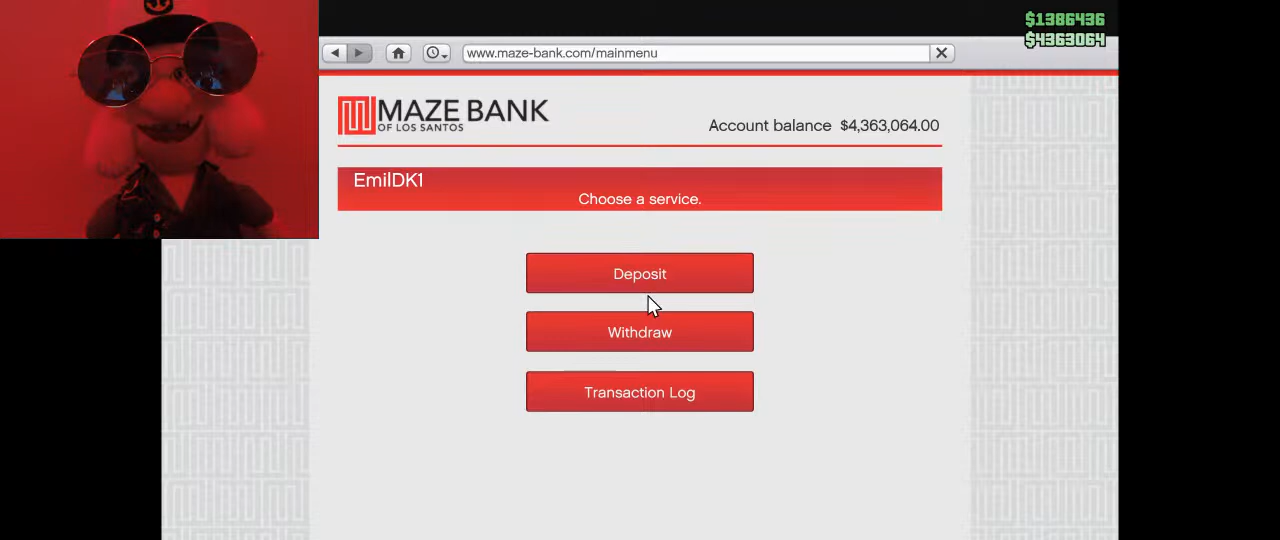 $1386436
$4363064
www.maze-bank.com/mainmenu
MAZE BANK
OF LOS SANTOS
Account balance $4,363,064.00
EmilDK1
Choose a service.
Deposit
Withdraw
Transaction Log